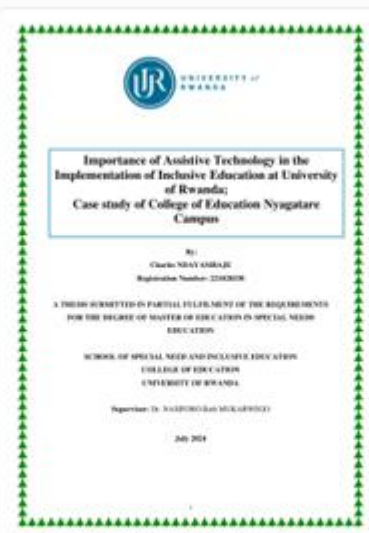 UR
UNIVERSITY of
RWANDA
Importance of Assistive Technology in the
Implementation of Inclusive Education at University
of Rwanda;
Case study of College of Education Nyagatare
Campus
By:
Charles
Registration Number:
A THESIS SUBMITTED IN PARTIAL FULFILMENT OF THE REQUIREMENTS
FOR THE DEGREE OF MASTER OF EDUCATION IN SPECIAL NEEDS
EDUCATION
SCHOOL OF SPECIAL NEED AND INCLUSIVE EDUCATION
COLLEGE OF EDUCATION
UNIVERSITY OF RWANDA
Supervisor: Dr.
July 2024